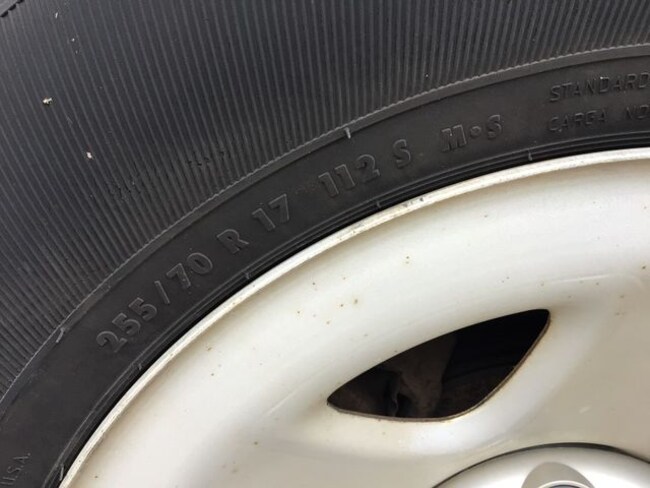 255/70 R 17 112 S M•S
STANDARD
CARGA
U.S.A.